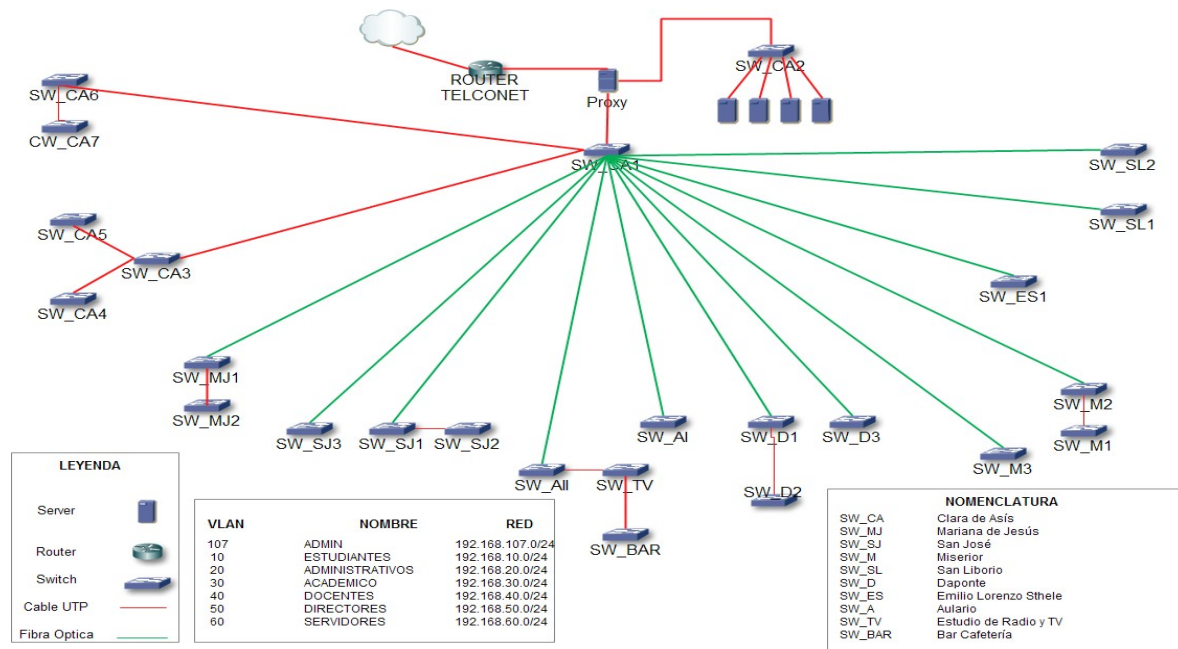 ROUTER
TELCONET
Proxy
SW_CA2
SW_CA6
CW_CA7
SW_CA1
SW_SL2
SW_SL1
SW_CA5
SW_CA3
SW_CA4
SW_ES1
SW_MJ1
SW_MJ2
SW_SJ3
SW_SJ1
SW_SJ2
SW_AI
SW_D1
SW_D3
SW_M2
SW_M1
SW_M3
SW_AII
SW_TV
SW_D2
SW_BAR
LEYENDA
Server
Router
Switch
Cable UTP
Fibra Optica
VLAN NOMBRE RED
107 ADMIN 192.168.107.0/24
10 ESTUDIANTES 192.168.10.0/24
20 ADMINISTRATIVOS 192.168.20.0/24
30 ACADEMICO 192.168.30.0/24
40 DOCENTES 192.168.40.0/24
50 DIRECTORES 192.168.50.0/24
60 SERVIDORES 192.168.60.0/24
NOMENCLATURA
SW_CA Clara de Asís
SW_MJ Mariana de Jesús
SW_SJ San José
SW_M Miserior
SW_SL San Liborio
SW_D Daponte
SW_ES Emilio Lorenzo Sthele
SW_A Aulario
SW_TV Estudio de Radio y TV
SW_BAR Bar Cafetería